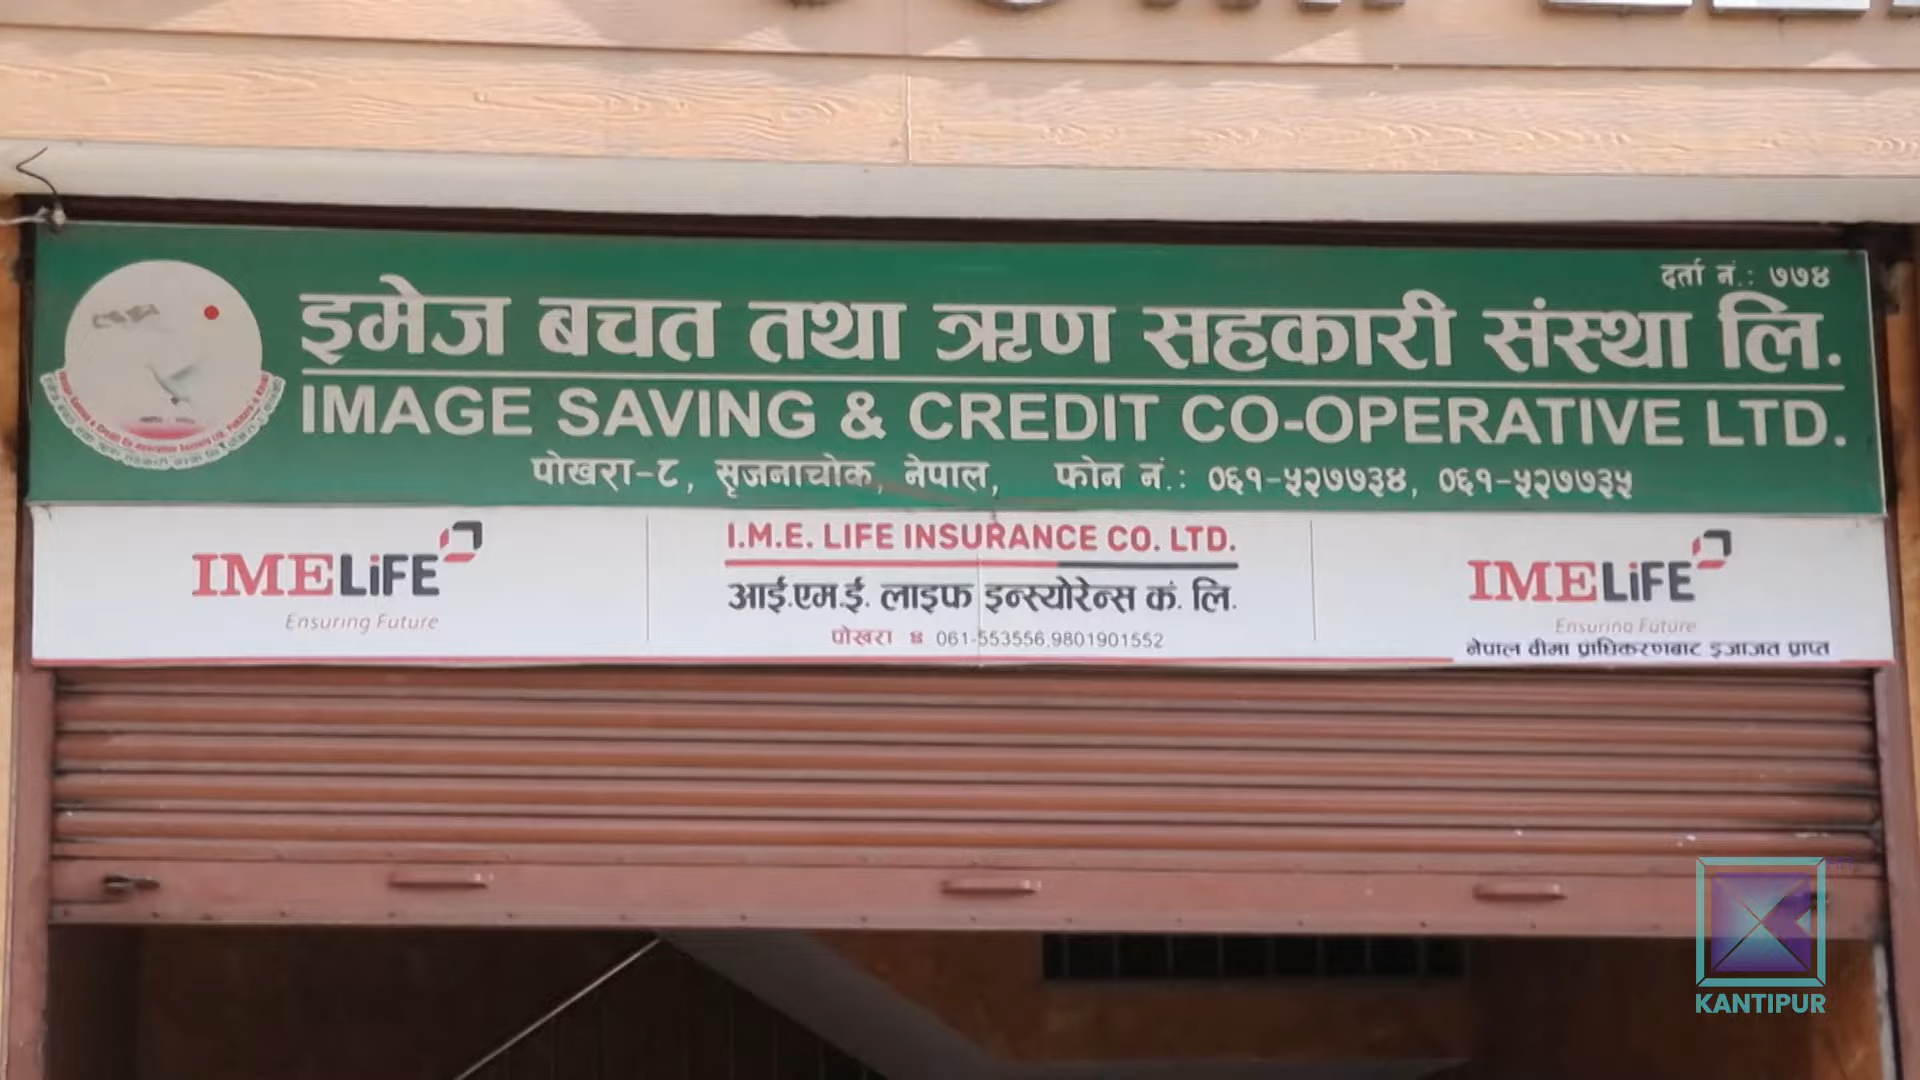 दर्ता नं.: ७७४
इमेज बचत तथा ऋण सहकारी संस्था लि.
IMAGE SAVING & CREDIT CO-OPERATIVE LTD.
पोखरा-८, सृजनाचोक, नेपाल, फोन नं.: ०६१-५२७७३४, ०६१-५२७७३५
IMELiFE
Ensuring Future
I.M.E. LIFE INSURANCE CO. LTD.
आई.एम.ई. लाइफ इन्स्योरेन्स कं. लि.
पोखरा ४ 061-553556,9801901552
IMELiFE
Ensuring Future
नेपाल बीमा प्राधिकरणबाट इजाजत प्राप्त
KANTIPUR